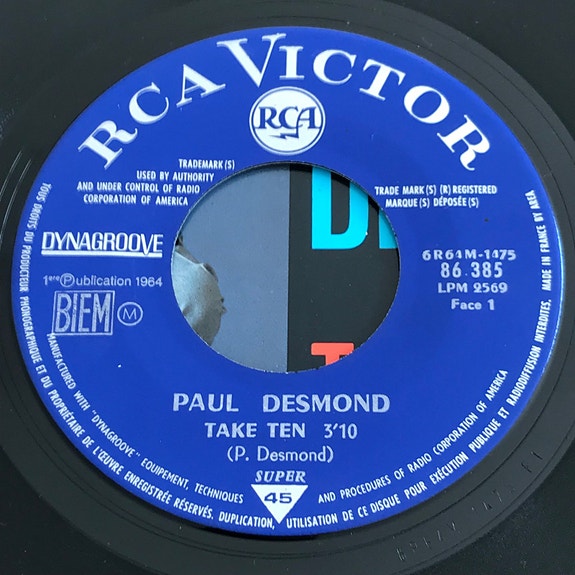 RCA VICTOR
RCA
TRADEMARK (S)
USED BY AUTHORITY
AND UNDER CONTROL OF RADIO
CORPORATION OF AMERICA
TRADE MARK (S) (R) REGISTERED
MARQUE (S) DÉPOSÉE (S)
DYNAGROOVE
1ère Ⓟublication 1964
BIEM M
6R64M-1475
86.385
LPM 2569
Face 1
PAUL DESMOND
TAKE TEN 3'10
(P. Desmond)
SUPER
45
MANUFACTURED WITH "DYNAGROOVE" EQUIPEMENT, TECHNIQUES AND PROCEDURES OF RADIO CORPORATION OF AMERICA
TOUS DROITS DU PRODUCTEUR PHONOGRAPHIQUE ET DU PROPRIÉTAIRE DE L'ŒUVRE ENREGISTRÉE RÉSERVÉS. DUPLICATION, UTILISATION DE CE DISQUE POUR EXÉCUTION PUBLIQUE ET RADIODIFFUSION INTERDITES. MADE IN FRANCE BY AREA